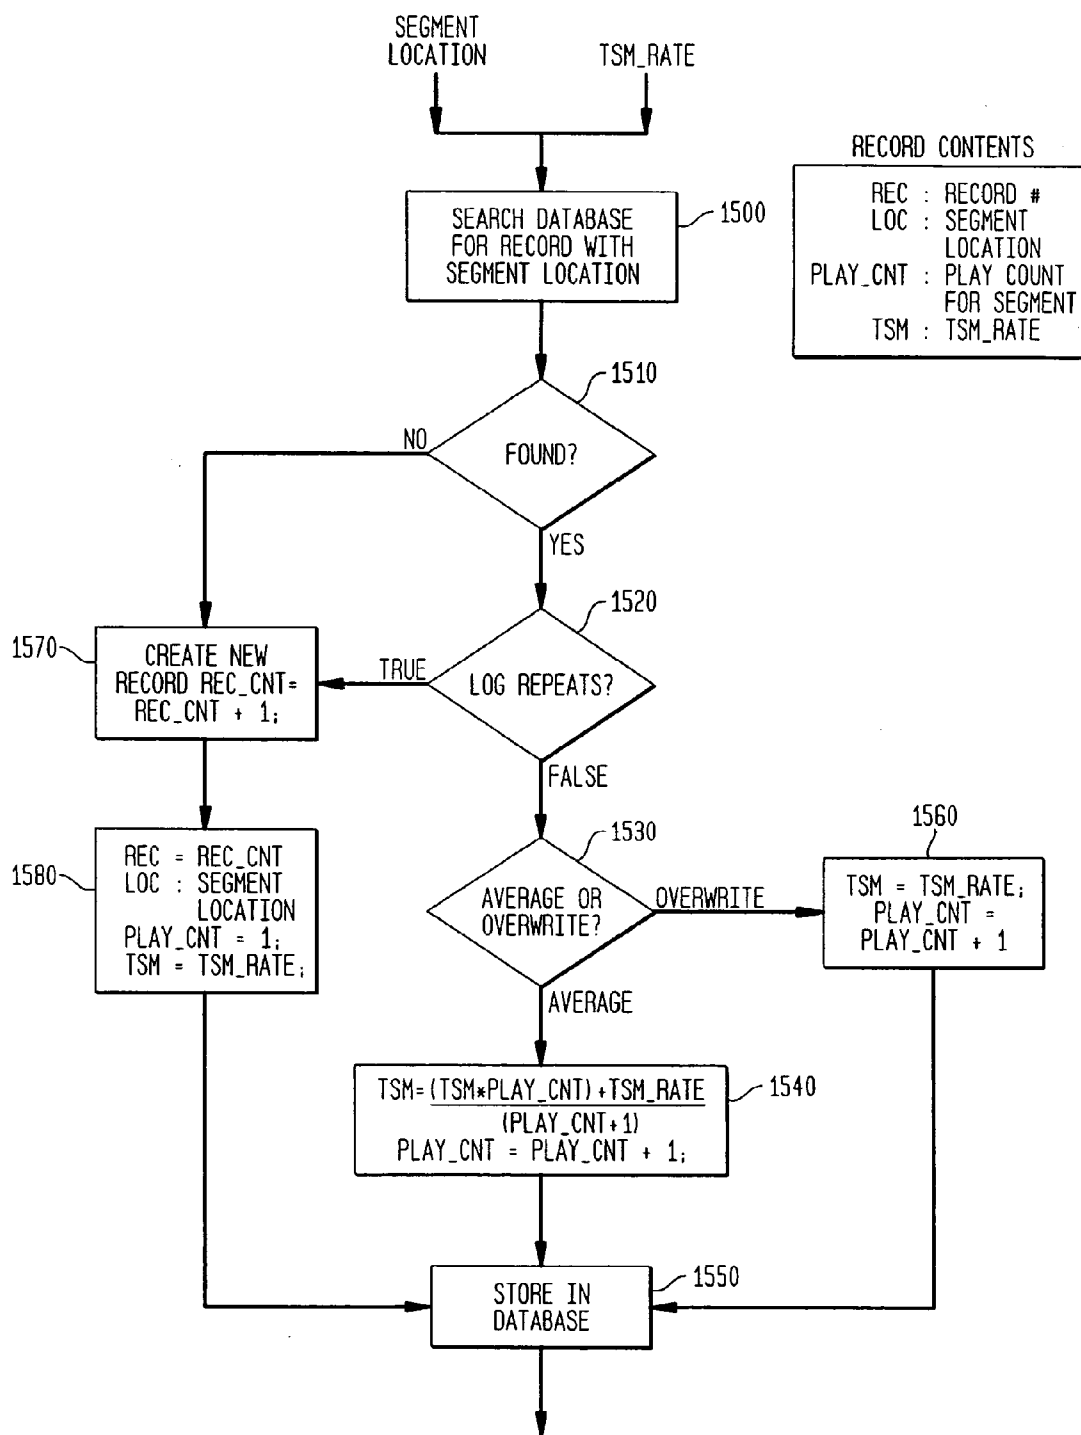 SEGMENT
LOCATION
TSM_RATE
RECORD CONTENTS
REC : RECORD #
LOC : SEGMENT
LOCATION
PLAY_CNT : PLAY COUNT
FOR SEGMENT
TSM : TSM_RATE
SEARCH DATABASE
FOR RECORD WITH
SEGMENT LOCATION
1500
1510
FOUND?
NO
YES
1520
LOG REPEATS?
TRUE
FALSE
1570
CREATE NEW
RECORD REC_CNT=
REC_CNT + 1;
1580
REC = REC_CNT
LOC : SEGMENT
LOCATION
PLAY_CNT = 1;
TSM = TSM_RATE;
1530
AVERAGE OR
OVERWRITE?
OVERWRITE
AVERAGE
1560
TSM = TSM_RATE;
PLAY_CNT =
PLAY_CNT + 1
TSM=(TSM*PLAY_CNT)+TSM_RATE
(PLAY_CNT+1)
PLAY_CNT = PLAY_CNT + 1;
1540
STORE IN
DATABASE
1550